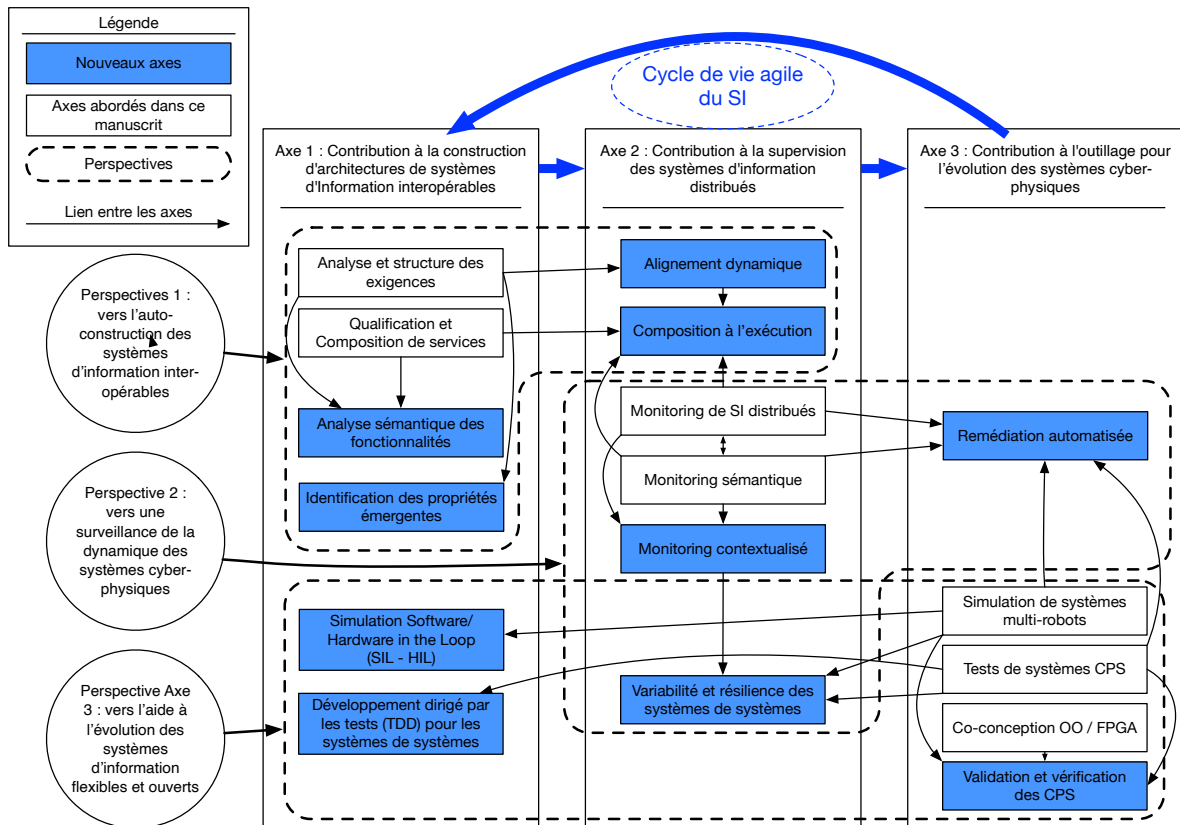 Légende
Nouveaux axes
Axes abordés dans ce
manuscrit
Perspectives
Lien entre les axes
Cycle de vie agile
du SI
Axe 1 : Contribution à la construction
d'architectures de systèmes
d'Information interopérables
Axe 2 : Contribution à la supervision
des systèmes d'information
distribués
Axe 3 : Contribution à l'outillage pour
l'évolution des systèmes cyber-
physiques
Perspectives 1 :
vers l'auto-
construction des
systèmes
d'information inter-
opérables
Perspective 2 :
vers une
surveillance de la
dynamique des
systèmes cyber-
physiques
Perspective Axe
3 : vers l'aide à
l'évolution des
systèmes
d'information
flexibles et ouverts
Analyse et structure des
exigences
Qualification et
Composition de services
Analyse sémantique des
fonctionnalités
Identification des propriétés
émergentes
Simulation Software/
Hardware in the Loop
(SIL - HIL)
Développement dirigé par
les tests (TDD) pour les
systèmes de systèmes
Alignement dynamique
Composition à l'exécution
Monitoring de SI distribués
Monitoring sémantique
Monitoring contextualisé
Variabilité et résilience des
systèmes de systèmes
Remédiation automatisée
Simulation de systèmes
multi-robots
Tests de systèmes CPS
Co-conception OO / FPGA
Validation et vérification
des CPS